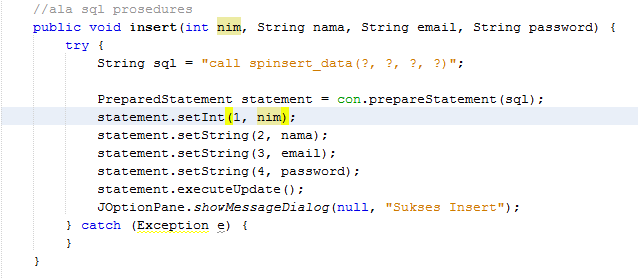 //ala sql prosedures
public void insert(int nim, String nama, String email, String password) {
try {
String sql = "call spinsert_data(?, ?, ?, ?)";
PreparedStatement statement = con.prepareStatement(sql);
statement.setInt(1, nim);
statement.setString(2, nama);
statement.setString(3, email);
statement.setString(4, password);
statement.executeUpdate();
JOptionPane.showMessageDialog(null, "Sukses Insert");
} catch (Exception e) {
}
}